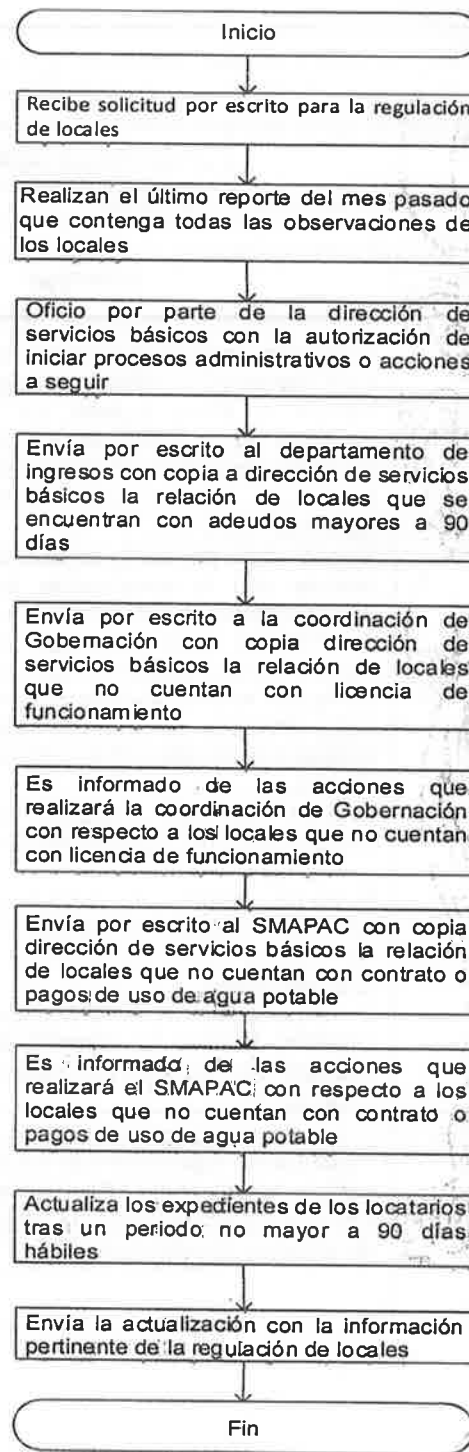 Inicio
Recibe solicitud por escrito para la regulación
de locales
Realizan el último reporte del mes pasado
que contenga todas las observaciones de
los locales
Oficio por parte de la dirección de
servicios básicos con la autorización de
iniciar procesos administrativos o acciones
a seguir
Envía por escrito al departamento de
ingresos con copia a dirección de servicios
básicos la relación de locales que se
encuentran con adeudos mayores a 90
días
Envía por escrito a la coordinación de
Gobernación con copia dirección de
servicios básicos la relación de locales
que no cuentan con licencia de
funcionamiento
Es informado de las acciones que
realizará la coordinación de Gobernación
con respecto a los locales que no cuentan
con licencia de funcionamiento
Envía por escrito al SMAPAC con copia
dirección de servicios básicos la relación
de locales que no cuentan con contrato o
pagos de uso de agua potable
Es informado de las acciones que
realizará el SMAPAC con respecto a los
locales que no cuentan con contrato o
pagos de uso de agua potable
Actualiza los expedientes de los locatarios
tras un periodo no mayor a 90 días
hábiles
Envía la actualización con la información
pertinente de la regulación de locales
Fin